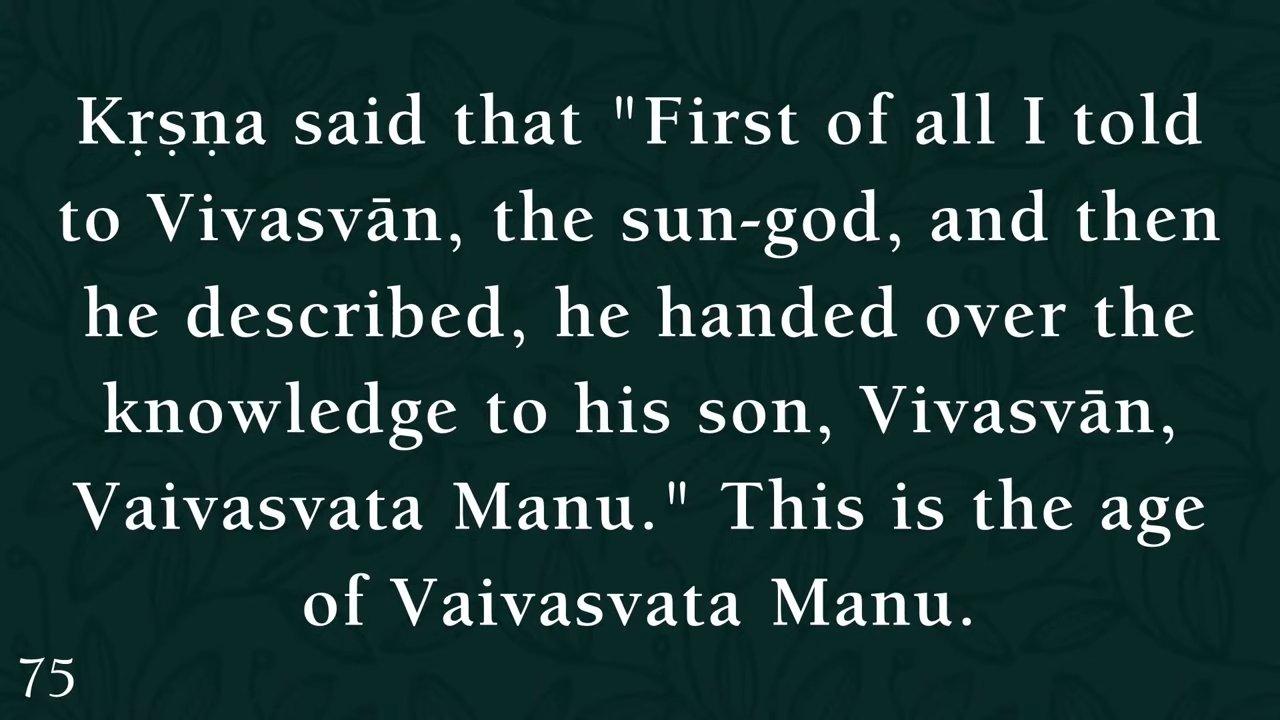 Kṛṣṇa said that "First of all I told
to Vivasvān, the sun-god, and then
he described, he handed over the
knowledge to his son, Vivasvān,
Vaivasvata Manu." This is the age
of Vaivasvata Manu.
75